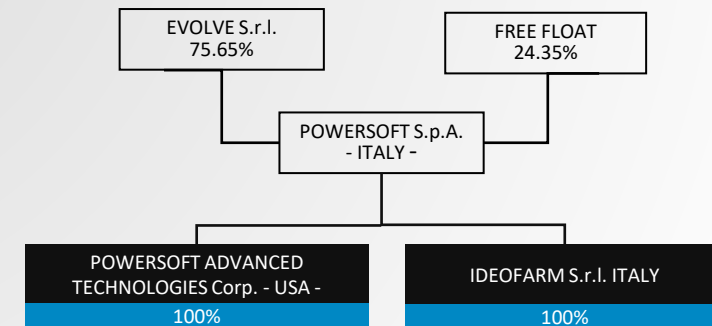 EVOLVE S.r.l.
75.65%
FREE FLOAT
24.35%
POWERSOFT S.p.A.
- ITALY -
POWERSOFT ADVANCED
TECHNOLOGIES Corp. - USA -
100%
IDEOFARM S.r.l. ITALY
100%